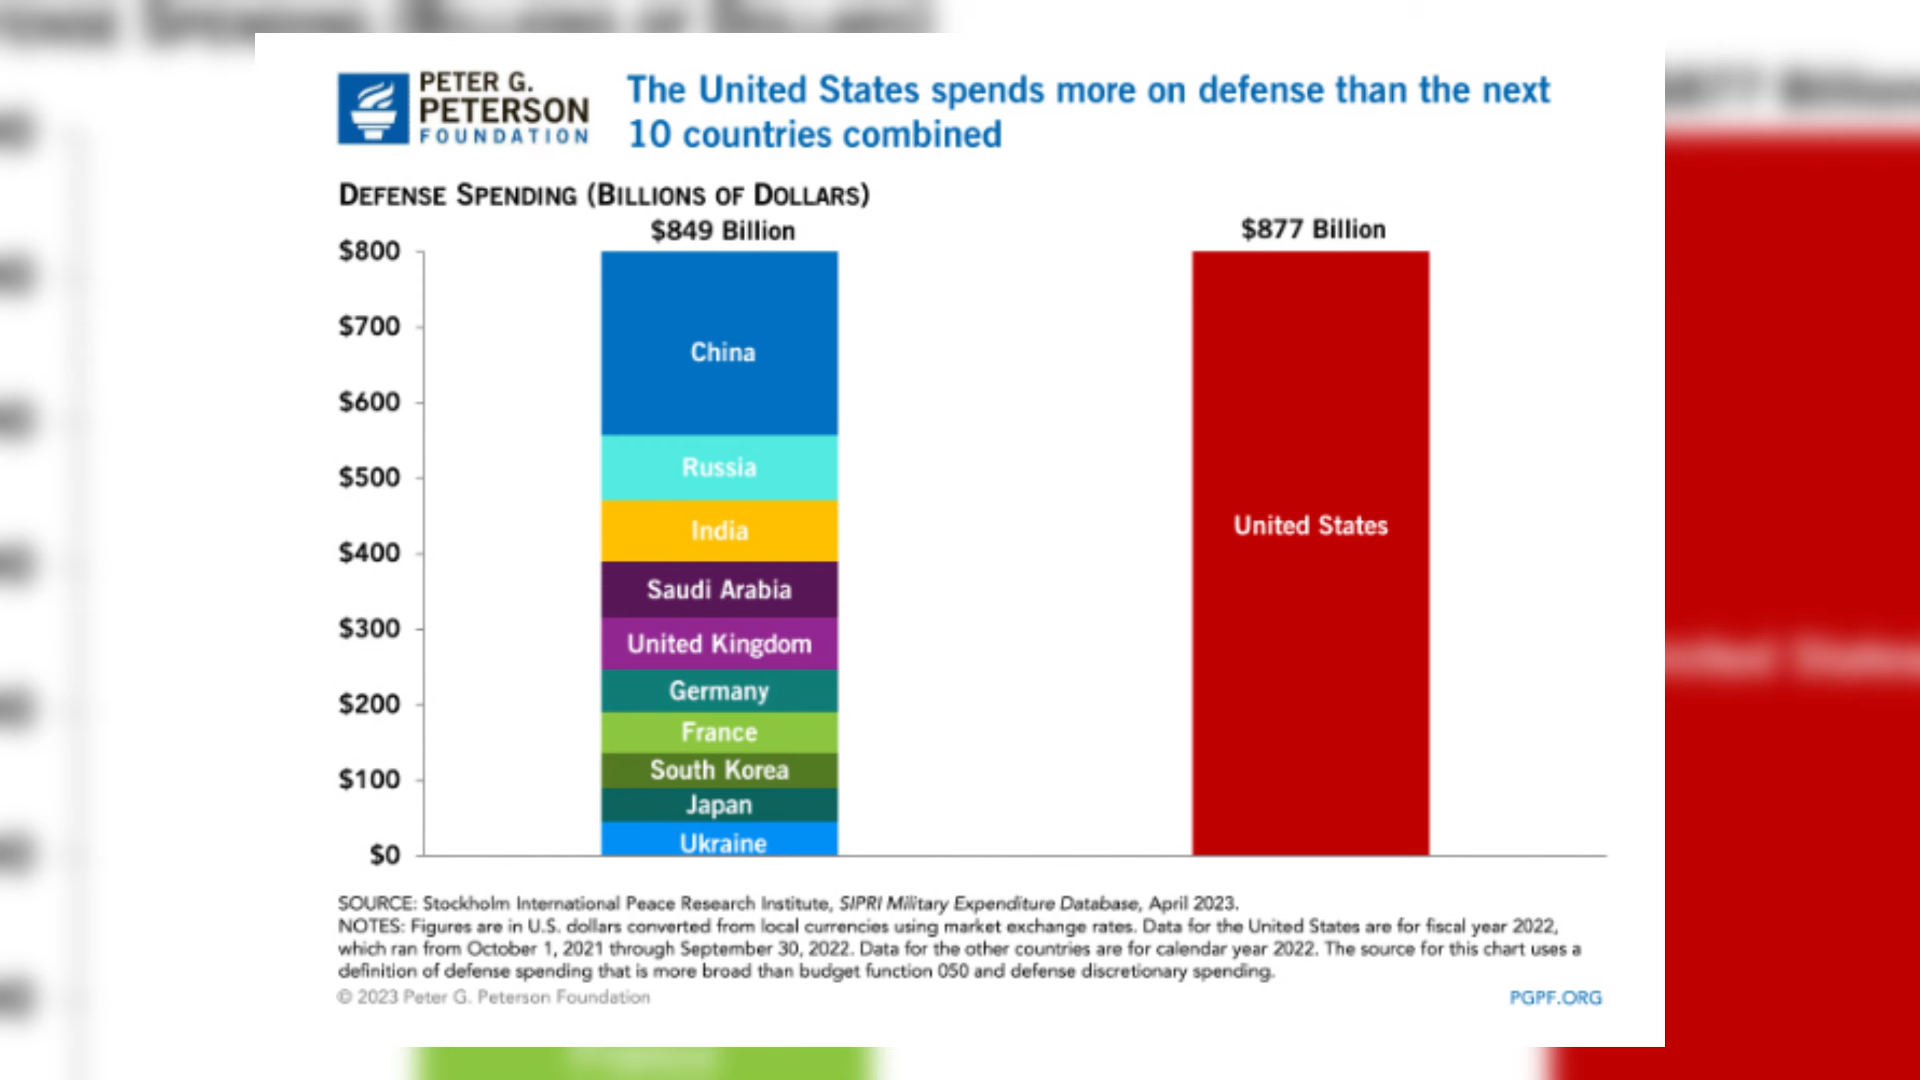 PETER G.
PETERSON
FOUNDATION
The United States spends more on defense than the next
10 countries combined
DEFENSE SPENDING (BILLIONS OF DOLLARS)
$849 Billion
$877 Billion
$800
$700
$600
$500
$400
$300
$200
$100
$0
China
Russia
India
Saudi Arabia
United Kingdom
Germany
France
South Korea
Japan
Ukraine
United States
SOURCE: Stockholm International Peace Research Institute, SIPRI Military Expenditure Database, April 2023.
NOTES: Figures are in U.S. dollars converted from local currencies using market exchange rates. Data for the United States are for fiscal year 2022,
which ran from October 1, 2021 through September 30, 2022. Data for the other countries are for calendar year 2022. The source for this chart uses a
definition of defense spending that is more broad than budget function 050 and defense discretionary spending.
© 2023 Peter G. Peterson Foundation
PGPF.ORG